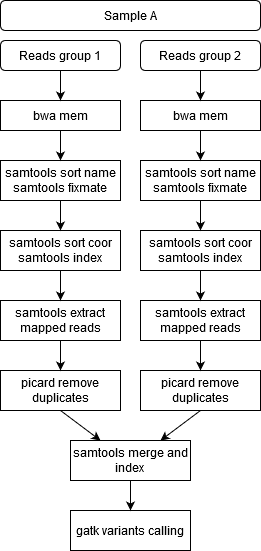 Sample A
Reads group 1
Reads group 2
bwa mem
bwa mem
samtools sort name
samtools fixmate
samtools sort name
samtools fixmate
samtools sort coor
samtools index
samtools sort coor
samtools index
samtools extract
mapped reads
samtools extract
mapped reads
picard remove
duplicates
picard remove
duplicates
samtools merge and
index
gatk variants calling